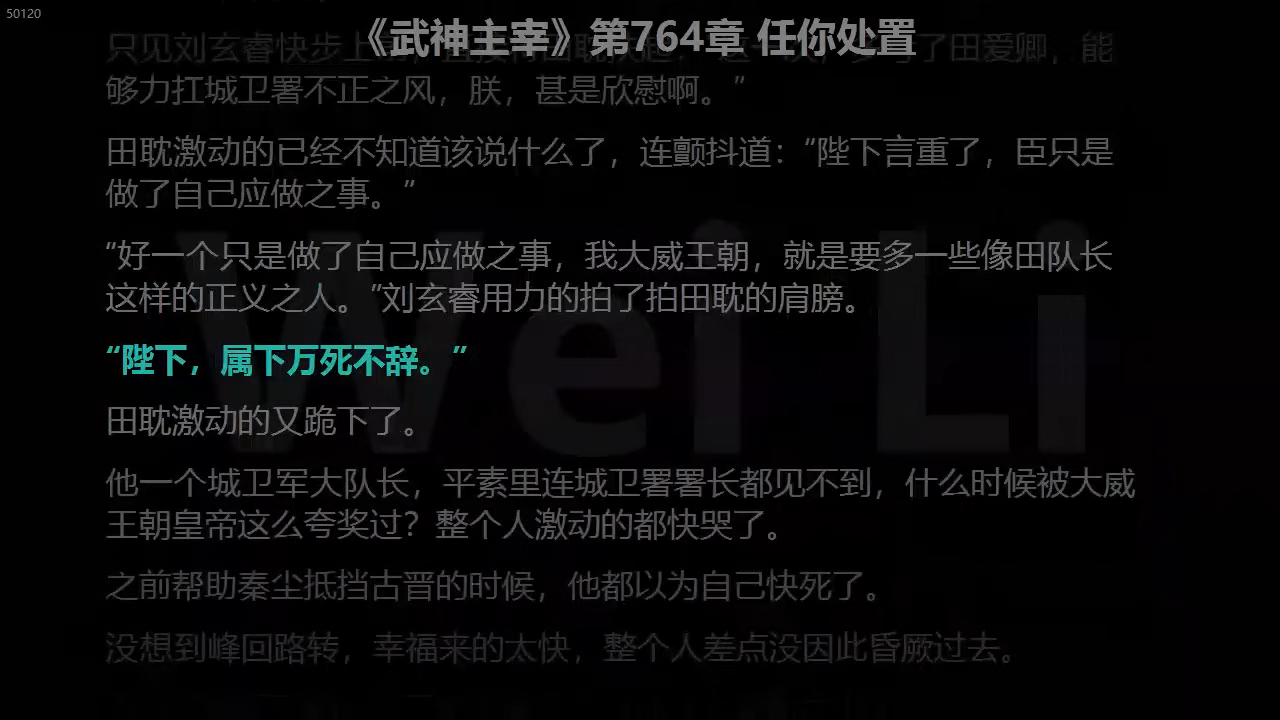 50120
《武神主宰》第764章 任你处置
只见刘玄睿快步上
了田爱卿，能
够力扛城卫署不正之风，朕，甚是欣慰啊。”
田耽激动的已经不知道该说什么了，连颤抖道：“陛下言重了，臣只是
做了自己应做之事。”
“好一个只是做了自己应做之事，我大威王朝，就是要多一些像田队长
这样的正义之人。”刘玄睿用力的拍了拍田耽的肩膀。
“陛下，属下万死不辞。”
田耽激动的又跪下了。
他一个城卫军大队长，平素里连城卫署署长都见不到，什么时候被大威
王朝皇帝这么夸奖过？整个人激动的都快哭了。
之前帮助秦尘抵挡古晋的时候，他都以为自己快死了。
没想到峰回路转，幸福来的太快，整个人差点没因此昏厥过去。
Wei Li